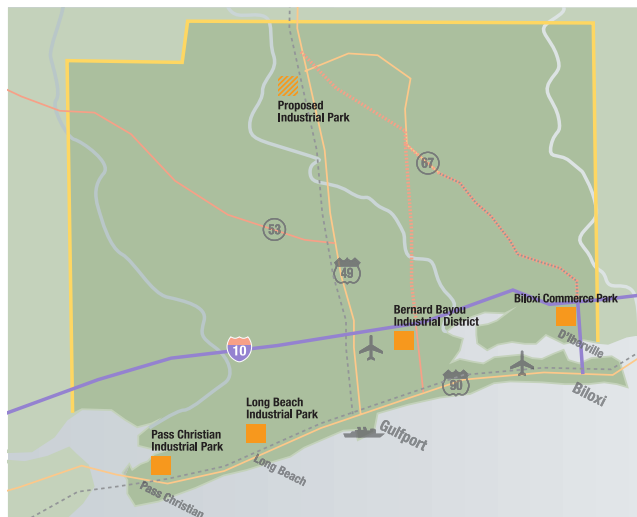 Proposed
Industrial Park
67
53
49
Biloxi Commerce Park
Bernard Bayou
Industrial District
D'Iberville
10
90
Biloxi
Long Beach
Industrial Park
Gulfport
Pass Christian
Industrial Park
Long Beach
Pass Christian